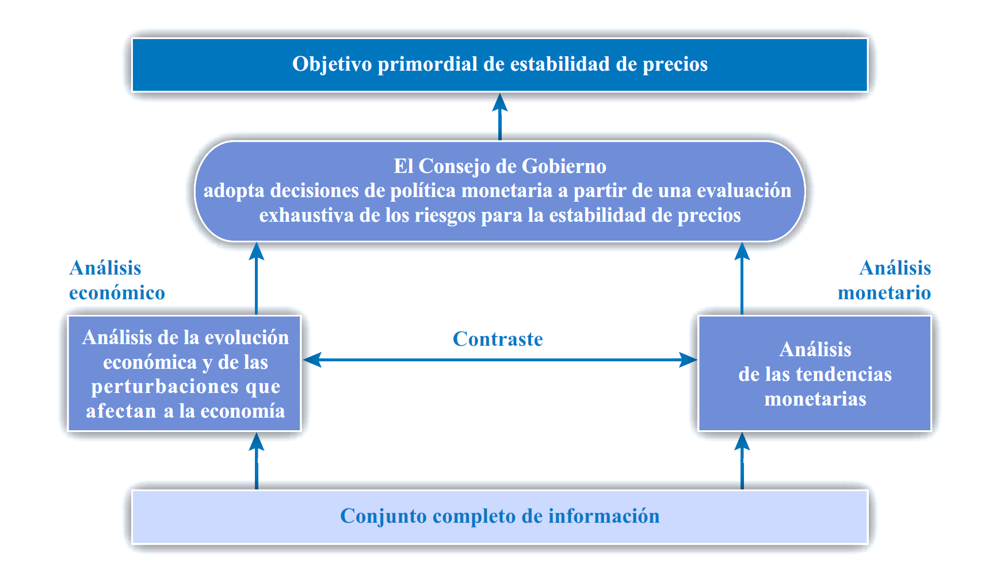 Objetivo primordial de estabilidad de precios
El Consejo de Gobierno
adopta decisiones de política monetaria a partir de una evaluación
exhaustiva de los riesgos para la estabilidad de precios
Análisis
económico
Análisis
monetario
Análisis de la evolución
económica y de las
perturbaciones que
afectan a la economía
Contraste
Análisis
de las tendencias
monetarias
Conjunto completo de información